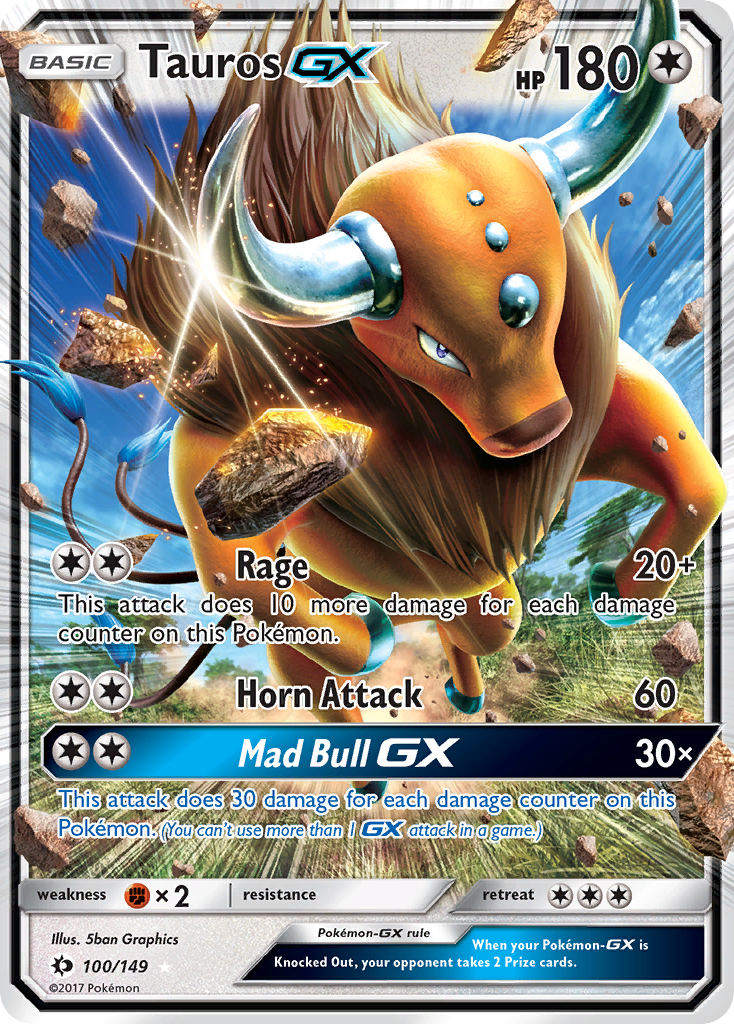 BASIC Tauros GX HP 180
Rage 20+
This attack does 10 more damage for each damage
counter on this Pokémon.
Horn Attack 60
Mad Bull GX 30×
This attack does 30 damage for each damage counter on this
Pokémon. (You can't use more than 1 GX attack in a game.)
weakness × 2 resistance retreat
Illus. 5ban Graphics
Pokémon-GX rule
When your Pokémon-GX is
Knocked Out, your opponent takes 2 Prize cards.
100/149
©2017 Pokémon